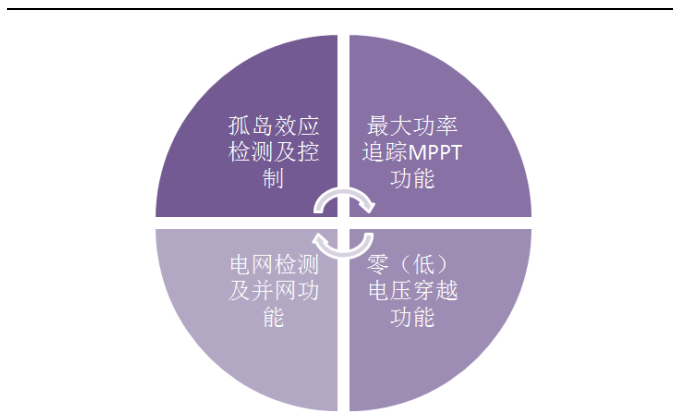 孤岛效应
检测及控
制
最大功率
追踪MPPT
功能
电网检测
及并网功
能
零（低）
电压穿越
功能